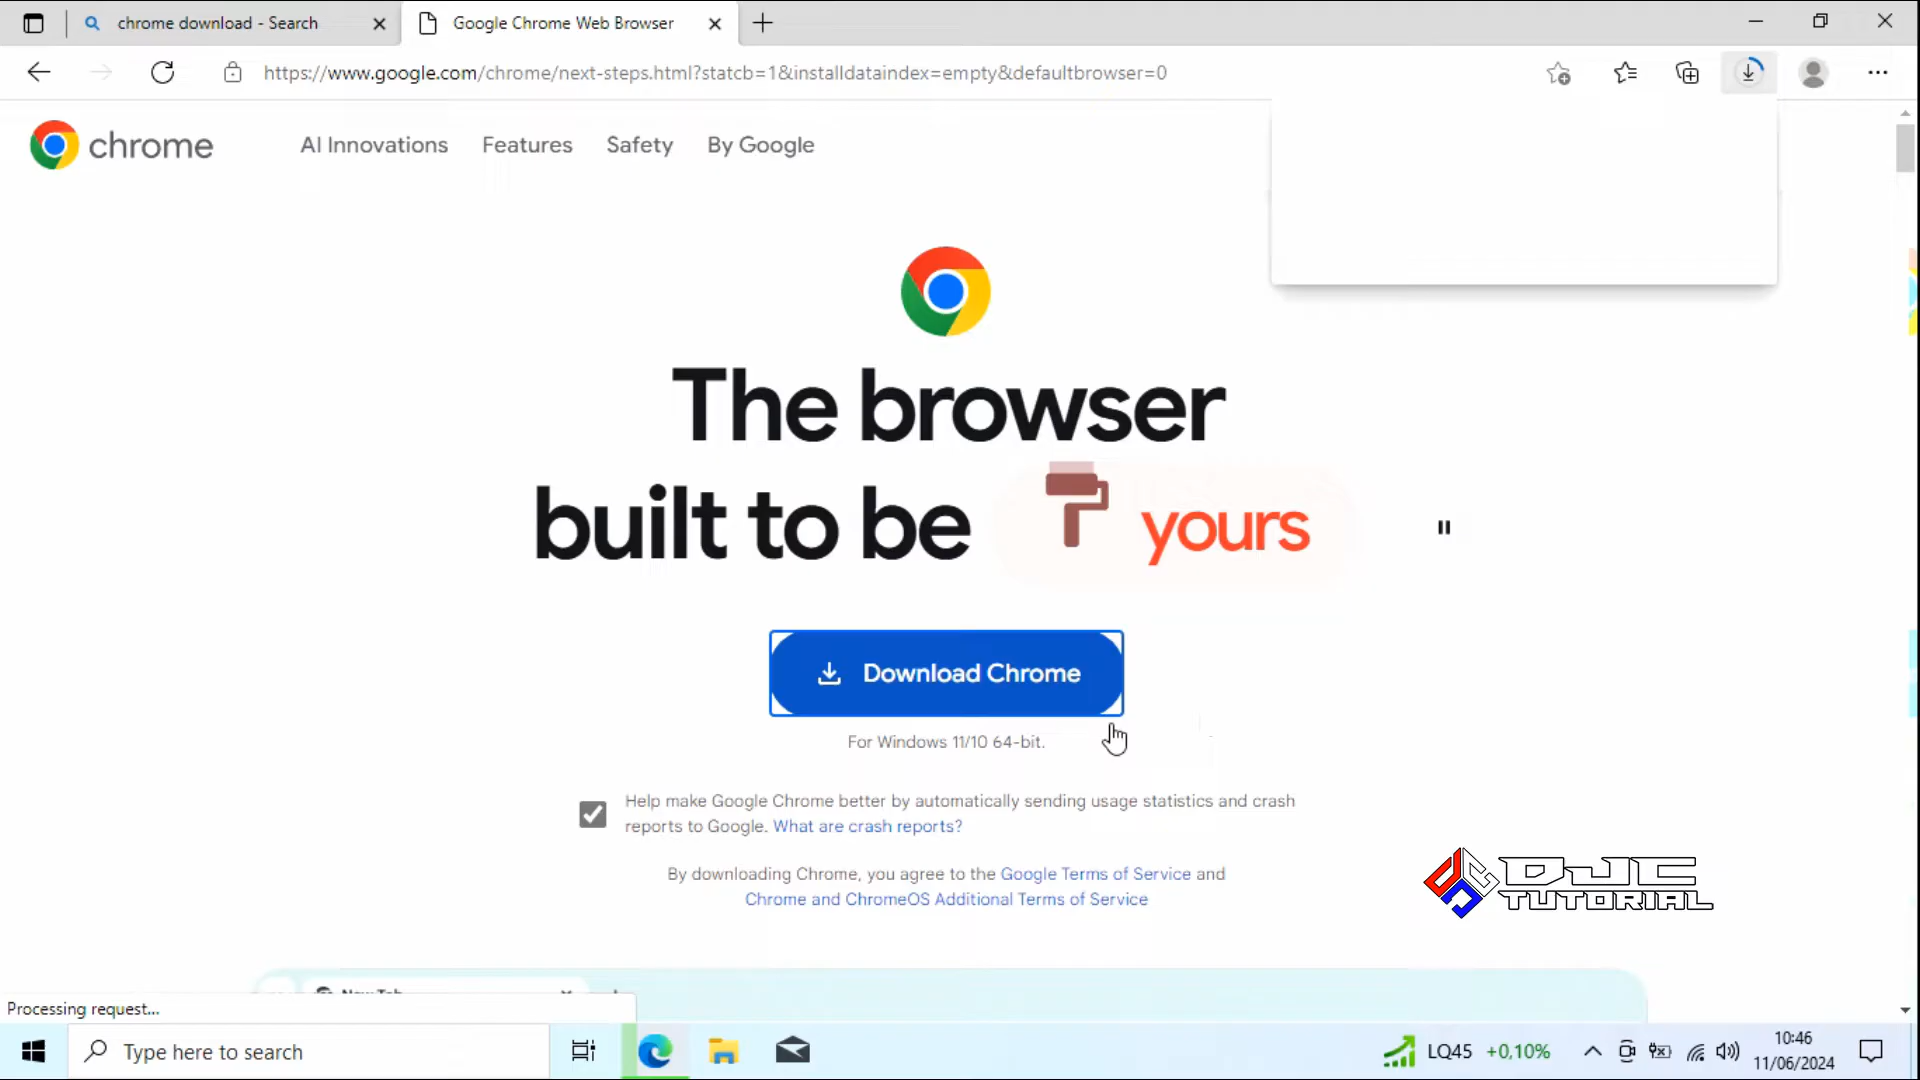 chrome download - Search
Google Chrome Web Browser
https://www.google.com/chrome/next-steps.html?statcb=1&installdataindex=empty&defaultbrowser=0
chrome
AI Innovations
Features
Safety
By Google
The browser
built to be yours
Download Chrome
For Windows 11/10 64-bit.
Help make Google Chrome better by automatically sending usage statistics and crash
reports to Google. What are crash reports?
By downloading Chrome, you agree to the Google Terms of Service and
Chrome and ChromeOS Additional Terms of Service
DJC
TUTORIAL
New Tab
Processing request...
Type here to search
LQ45 +0,10%
10:46
11/06/2024